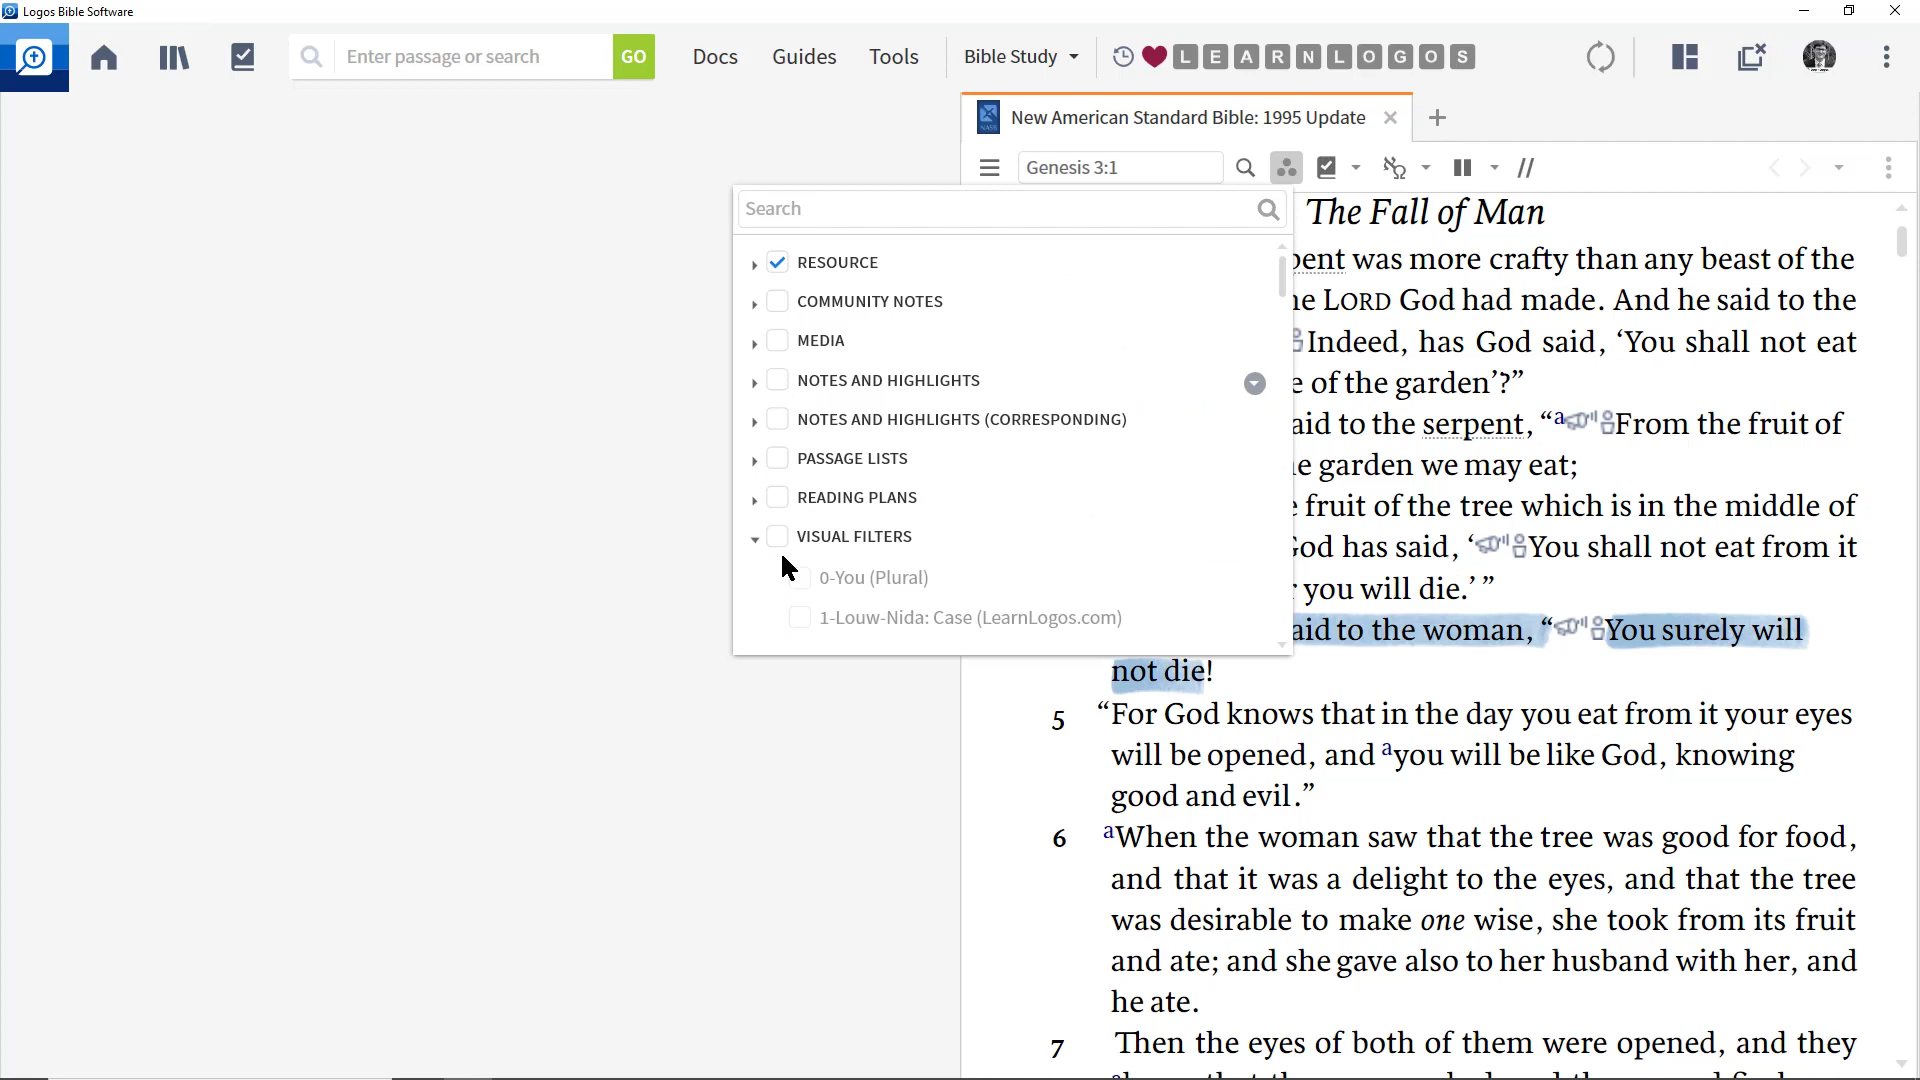 Logos Bible Software
Enter passage or search
GO
Docs
Guides
Tools
Bible Study
L E A R N L O G O S
New American Standard Bible: 1995 Update
Genesis 3:1
Search
RESOURCE
COMMUNITY NOTES
MEDIA
NOTES AND HIGHLIGHTS
NOTES AND HIGHLIGHTS (CORRESPONDING)
PASSAGE LISTS
READING PLANS
VISUAL FILTERS
0-You (Plural)
1-Louw-Nida: Case (LearnLogos.com)
The Fall of Man
was more crafty than any beast of the
LORD God had made. And he said to the
Indeed, has God said, ‘You shall not eat
of the garden’?”
to the serpent, “aFrom the fruit of
garden we may eat;
fruit of the tree which is in the middle of
has said, ‘You shall not eat from it
you will die.’ ”
to the woman, “You surely will
not die!
5 “For God knows that in the day you eat from it your eyes
will be opened, and ayou will be like God, knowing
good and evil.”
6 aWhen the woman saw that the tree was good for food,
and that it was a delight to the eyes, and that the tree
was desirable to make one wise, she took from its fruit
and ate; and she gave also to her husband with her, and
he ate.
7 Then the eyes of both of them were opened, and they